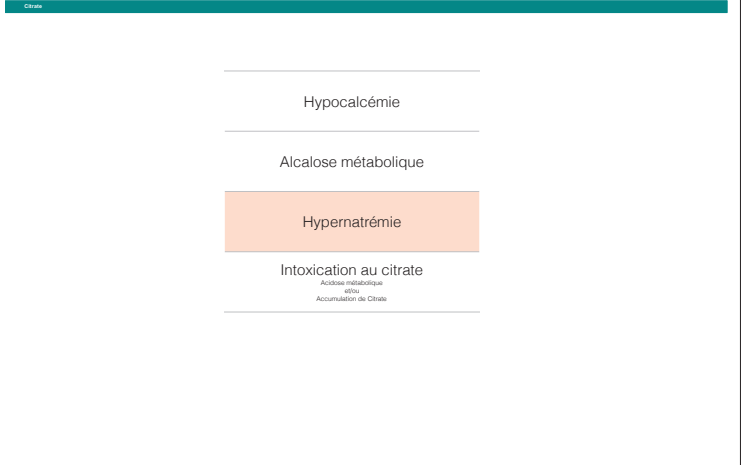 Citrate
Hypocalcémie
Alcalose métabolique
Hypernatrémie
Intoxication au citrate
Acidose métabolique
et/ou
Accumulation de Citrate